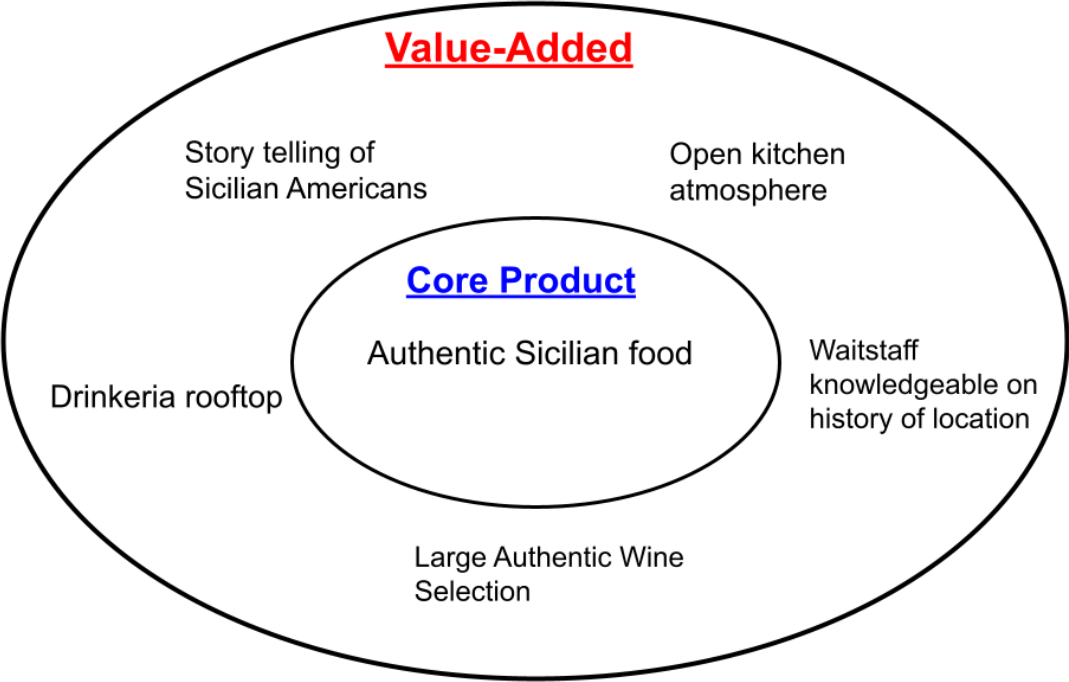 Value-Added
Story telling of
Sicilian Americans
Open kitchen
atmosphere
Core Product
Authentic Sicilian food
Drinkeria rooftop
Waitstaff
knowledgeable on
history of location
Large Authentic Wine
Selection